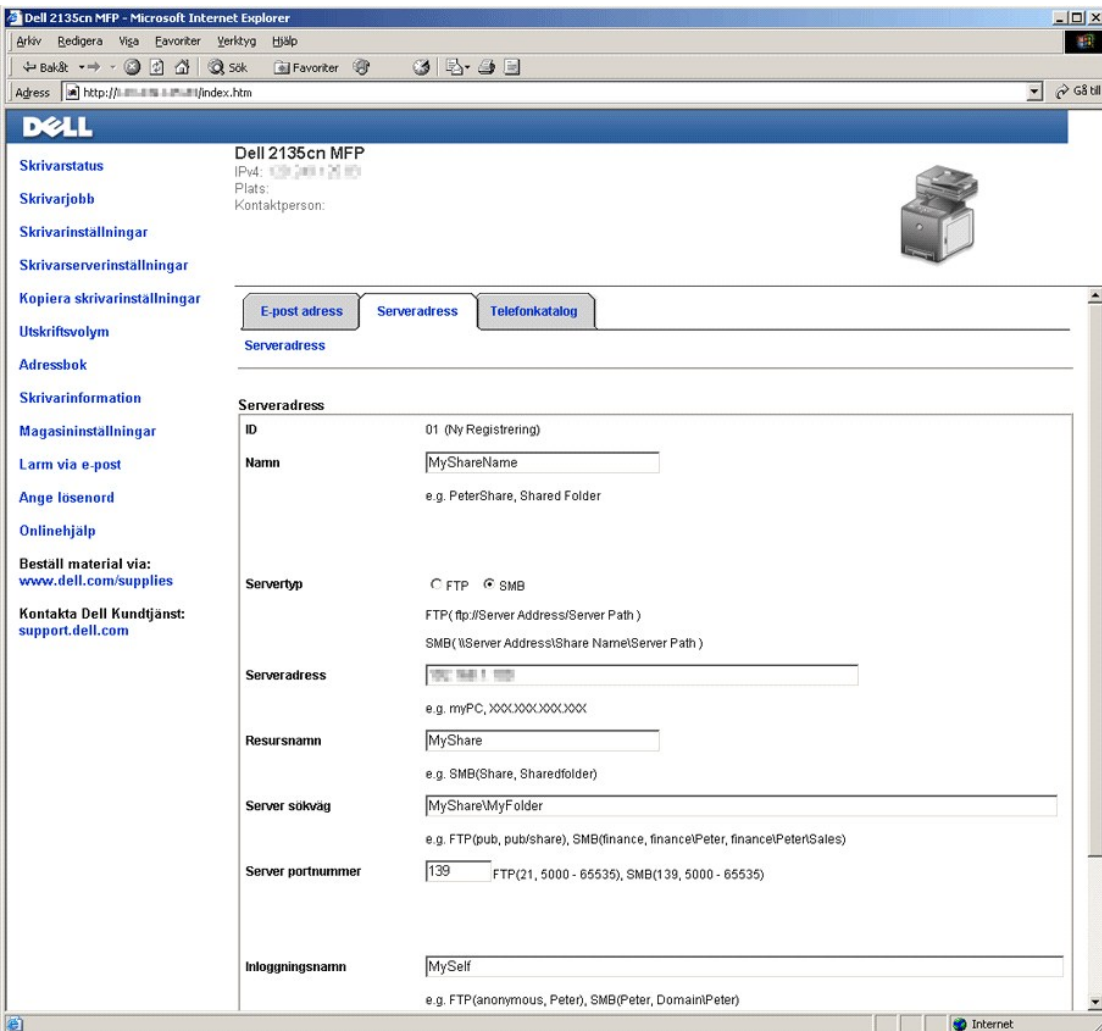 Dell 2135cn MFP - Microsoft Internet Explorer
Arkiv Redigera Visa Favoriter Verktyg Hjälp
Bakåt Sök Favoriter
Adress http:// /index.htm Gå till
DELL
Dell 2135cn MFP
IPv4:
Plats:
Kontaktperson:
Skrivarstatus
Skrivarjobb
Skrivarinställningar
Skrivarserverinställningar
Kopiera skrivarinställningar
Utskriftsvolym
Adressbok
Skrivarinformation
Magasininställningar
Larm via e-post
Ange lösenord
Onlinehjälp
Beställ material via:
www.dell.com/supplies
Kontakta Dell Kundtjänst:
support.dell.com
E-post adress Serveradress Telefonkatalog
Serveradress
Serveradress
ID 01 (Ny Registrering)
Namn MyShareName
e.g. PeterShare, Shared Folder
Servertyp FTP SMB
FTP( ftp://Server Address/Server Path )
SMB( \\Server Address\Share Name\Server Path )
Serveradress
e.g. myPC, XXX.XXX.XXX.XXX
Resursnamn MyShare
e.g. SMB(Share, Sharedfolder)
Server sökväg MyShare\MyFolder
e.g. FTP(pub, pub/share), SMB(finance, finance\Peter, finance\Peter\Sales)
Server portnummer 139 FTP(21, 5000 - 65535), SMB(139, 5000 - 65535)
Inloggningsnamn MySelf
e.g. FTP(anonymous, Peter), SMB(Peter, Domain\Peter)
Internet